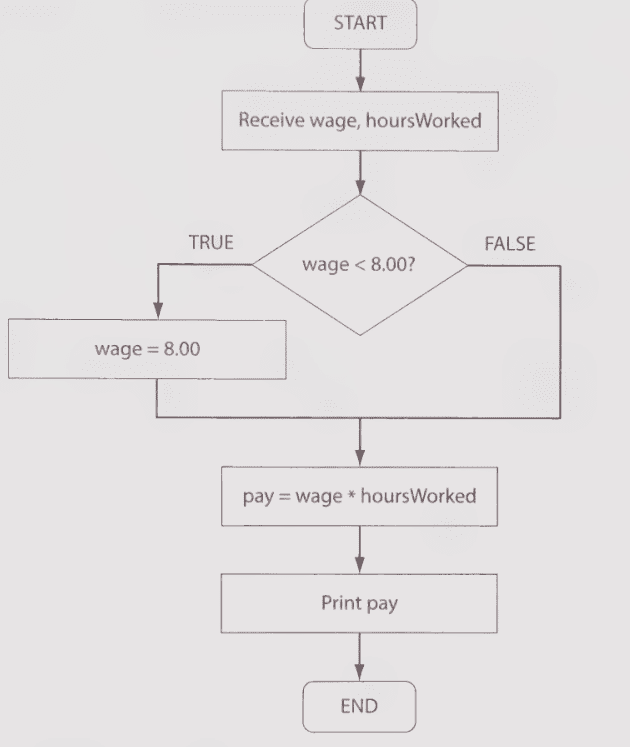 START
Receive wage, hoursWorked
wage < 8.00?
TRUE
FALSE
wage = 8.00
pay = wage * hoursWorked
Print pay
END